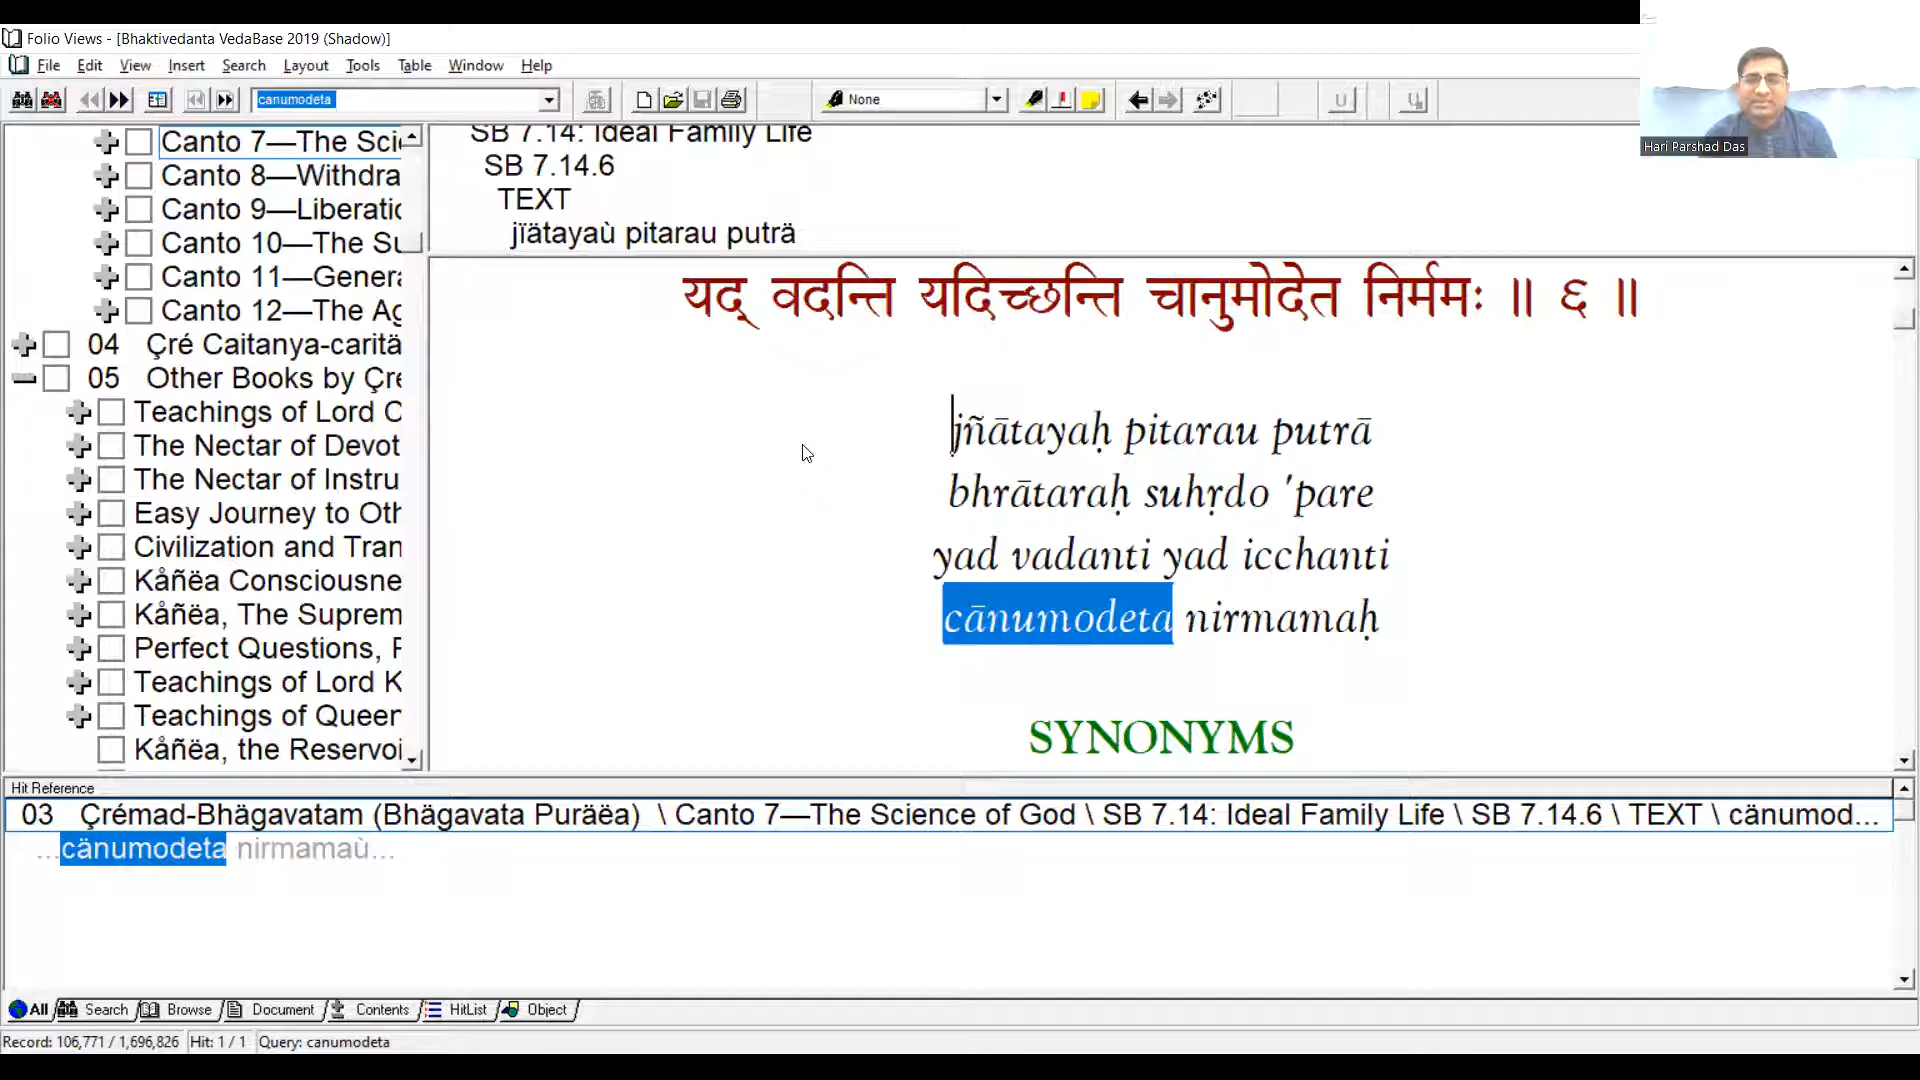 Folio Views - [Bhaktivedanta VedaBase 2019 (Shadow)]
File Edit View Insert Search Layout Tools Table Window Help
canumodeta None
Hari Parshad Das
Canto 7—The Scie
Canto 8—Withdra
Canto 9—Liberatio
Canto 10—The Su
Canto 11—Genera
Canto 12—The Ag
04 Çré Caitanya-caritä
05 Other Books by Çré
Teachings of Lord C
The Nectar of Devot
The Nectar of Instru
Easy Journey to Oth
Civilization and Tran
Kåñëa Consciousne
Kåñëa, The Suprem
Perfect Questions, P
Teachings of Lord K
Teachings of Queen
Kåñëa, the Reservoi
SB 7.14: Ideal Family Life
SB 7.14.6
TEXT
jïätayaù pitarau puträ
यद् वदन्ति यदिच्छन्ति चानुमोदेत निर्ममः ॥ ६ ॥
jñātayaḥ pitarau putrā
bhrātaraḥ suhṛdo 'pare
yad vadanti yad icchanti
cānumodeta nirmamaḥ
SYNONYMS
Hit Reference
03 Çrémad-Bhägavatam (Bhägavata Puräëa) \ Canto 7—The Science of God \ SB 7.14: Ideal Family Life \ SB 7.14.6 \ TEXT \ cänumod...
...cänumodeta nirmamaù...
All Search Browse Document Contents HitList Object
Record: 106,771 / 1,696,826 Hit: 1 / 1 Query: canumodeta